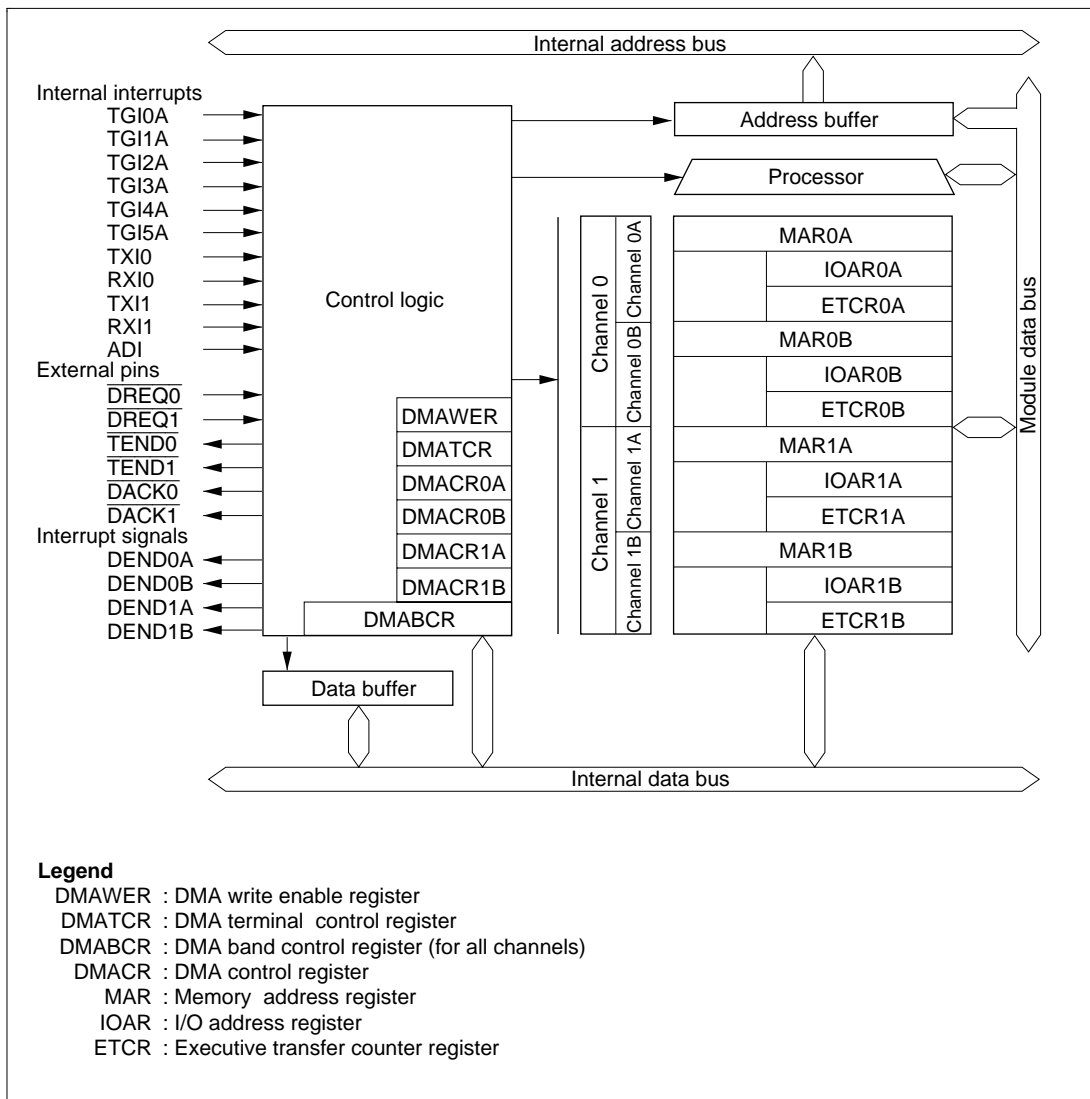 Internal address bus
Internal interrupts
TGI0A
TGI1A
TGI2A
TGI3A
TGI4A
TGI5A
TXI0
RXI0
TXI1
RXI1
ADI
External pins
DREQ0
DREQ1
TEND0
TEND1
DACK0
DACK1
Interrupt signals
DEND0A
DEND0B
DEND1A
DEND1B
Control logic
DMAWER
DMATCR
DMACR0A
DMACR0B
DMACR1A
DMACR1B
DMABCR
Data buffer
Address buffer
Processor
Channel 0
Channel 0A
Channel 0B
Channel 1
Channel 1A
Channel 1B
MAR0A
IOAR0A
ETCR0A
MAR0B
IOAR0B
ETCR0B
MAR1A
IOAR1A
ETCR1A
MAR1B
IOAR1B
ETCR1B
Module data bus
Internal data bus
Legend
DMAWER : DMA write enable register
DMATCR : DMA terminal control register
DMABCR : DMA band control register (for all channels)
DMACR : DMA control register
MAR : Memory address register
IOAR : I/O address register
ETCR : Executive transfer counter register